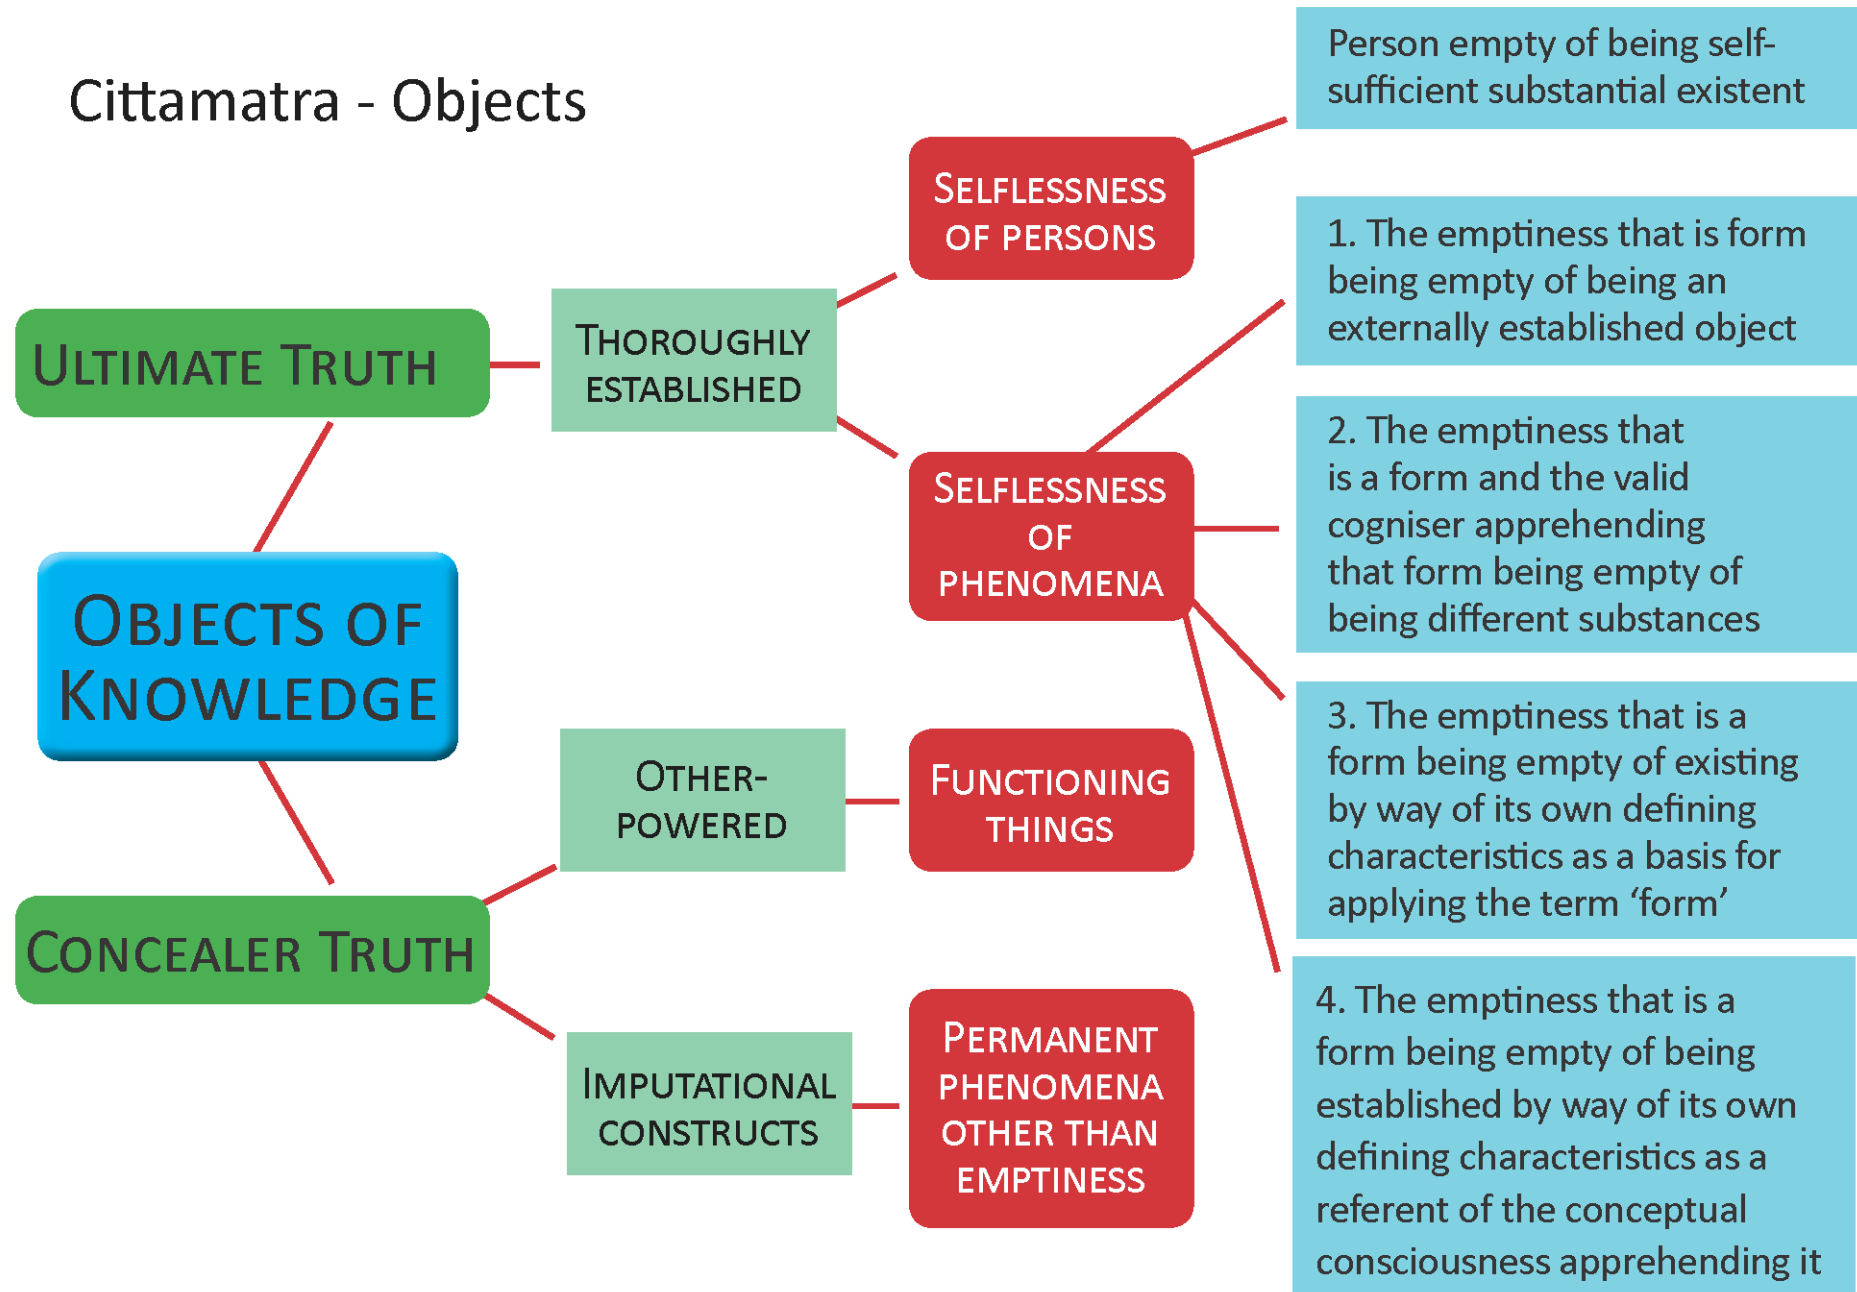 Cittamatra - Objects
Ultimate Truth
Objects of
Knowledge
Concealer Truth
Thoroughly
established
Other-
powered
Imputational
constructs
Selflessness
of persons
Selflessness
of
phenomena
Functioning
things
Permanent
phenomena
other than
emptiness
Person empty of being self-
sufficient substantial existent
1. The emptiness that is form
being empty of being an
externally established object
2. The emptiness that
is a form and the valid
cogniser apprehending
that form being empty of
being different substances
3. The emptiness that is a
form being empty of existing
by way of its own defining
characteristics as a basis for
applying the term ‘form’
4. The emptiness that is a
form being empty of being
established by way of its own
defining characteristics as a
referent of the conceptual
consciousness apprehending it